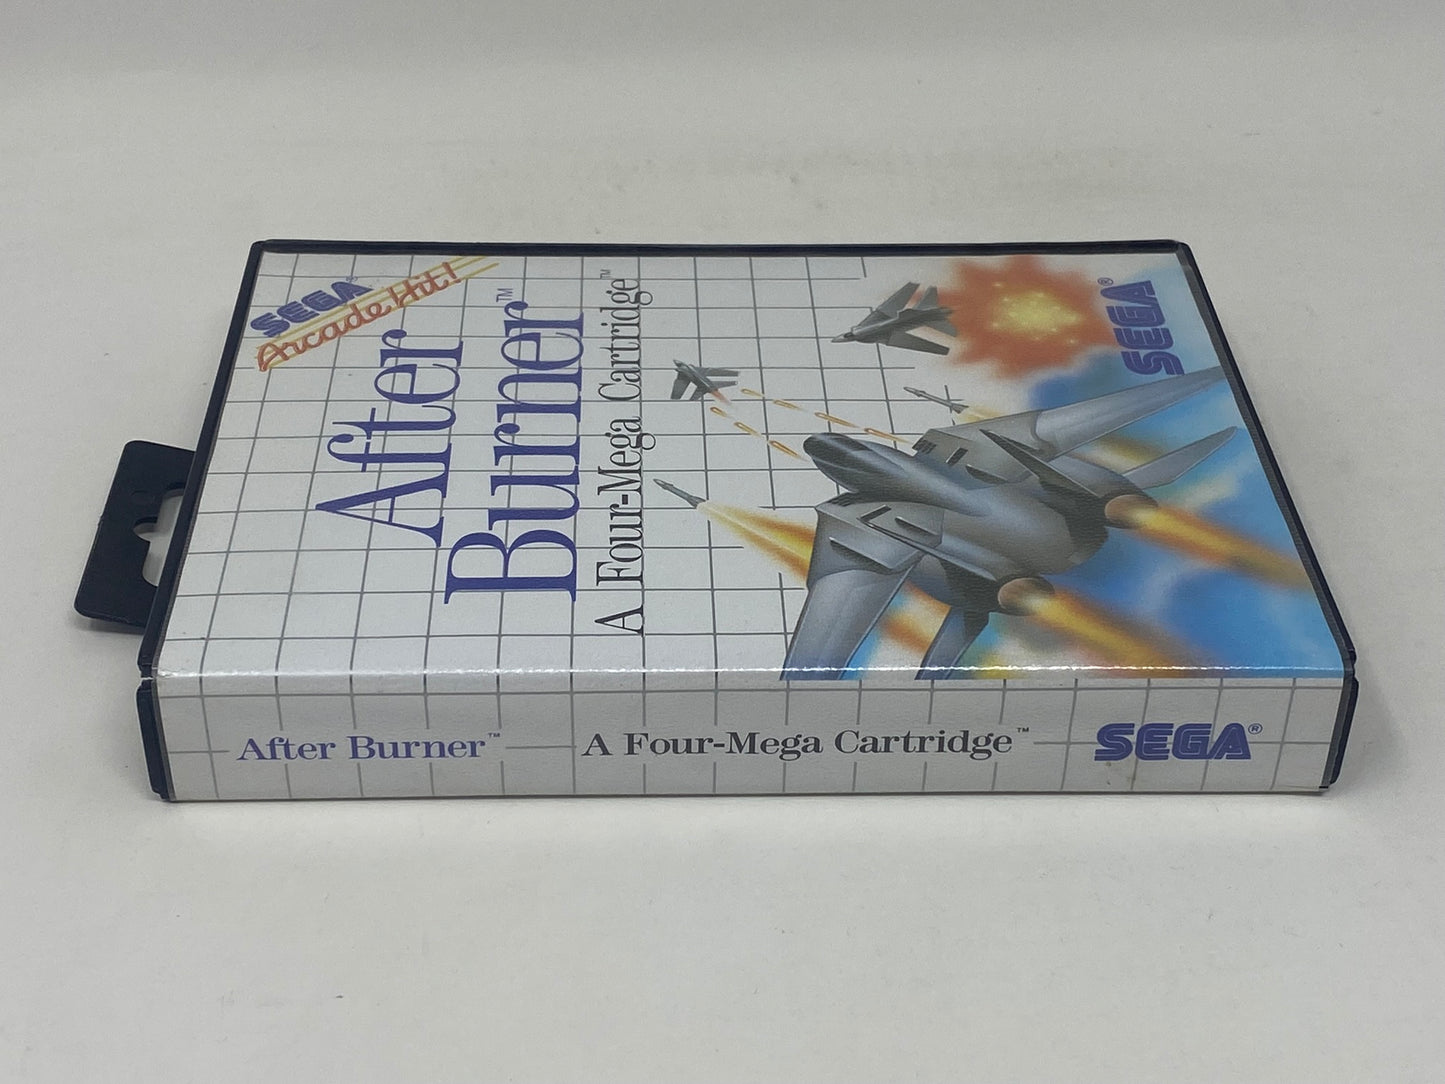 SEGA®
Arcade Hit!
After
Burner™
A Four-Mega Cartridge™
SEGA®
After Burner™
A Four-Mega Cartridge™
SEGA®